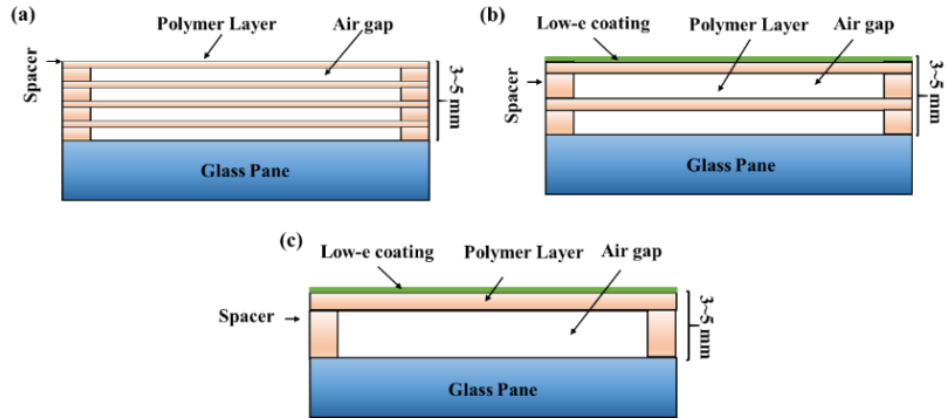 (a)
Polymer Layer
Air gap
Spacer
3~5 mm
Glass Pane
(b)
Low-e coating
Polymer Layer
Air gap
Spacer
3~5 mm
Glass Pane
(c)
Low-e coating
Polymer Layer
Air gap
Spacer
3~5 mm
Glass Pane